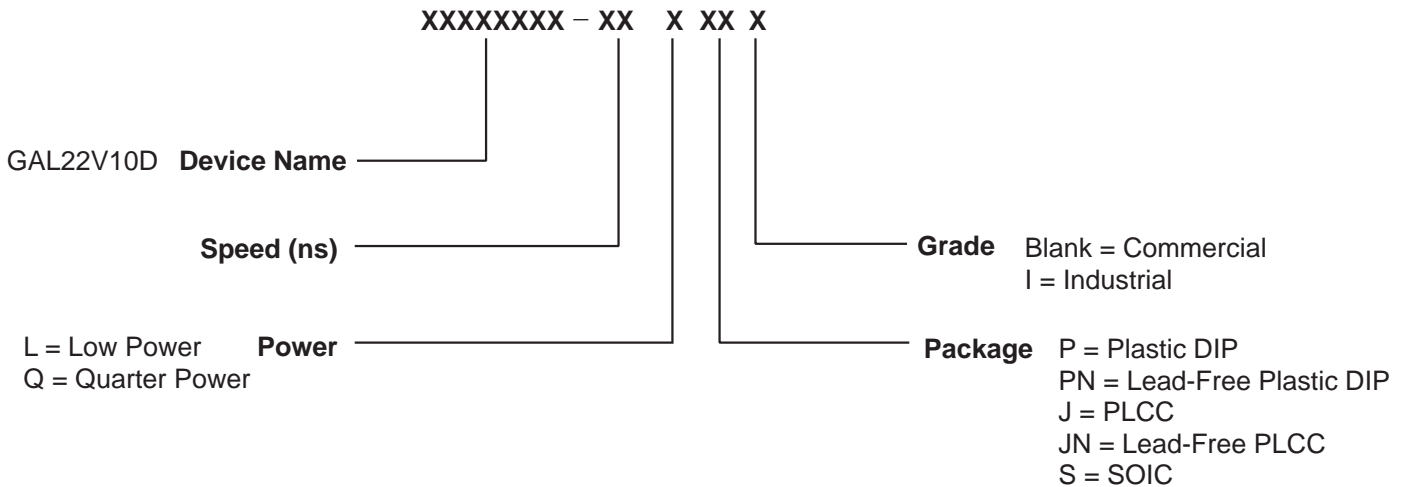 XXXXXXXX – XX X XX X
GAL22V10D Device Name
Speed (ns)
Grade Blank = Commercial
I = Industrial
L = Low Power Power
Q = Quarter Power
Package P = Plastic DIP
PN = Lead-Free Plastic DIP
J = PLCC
JN = Lead-Free PLCC
S = SOIC